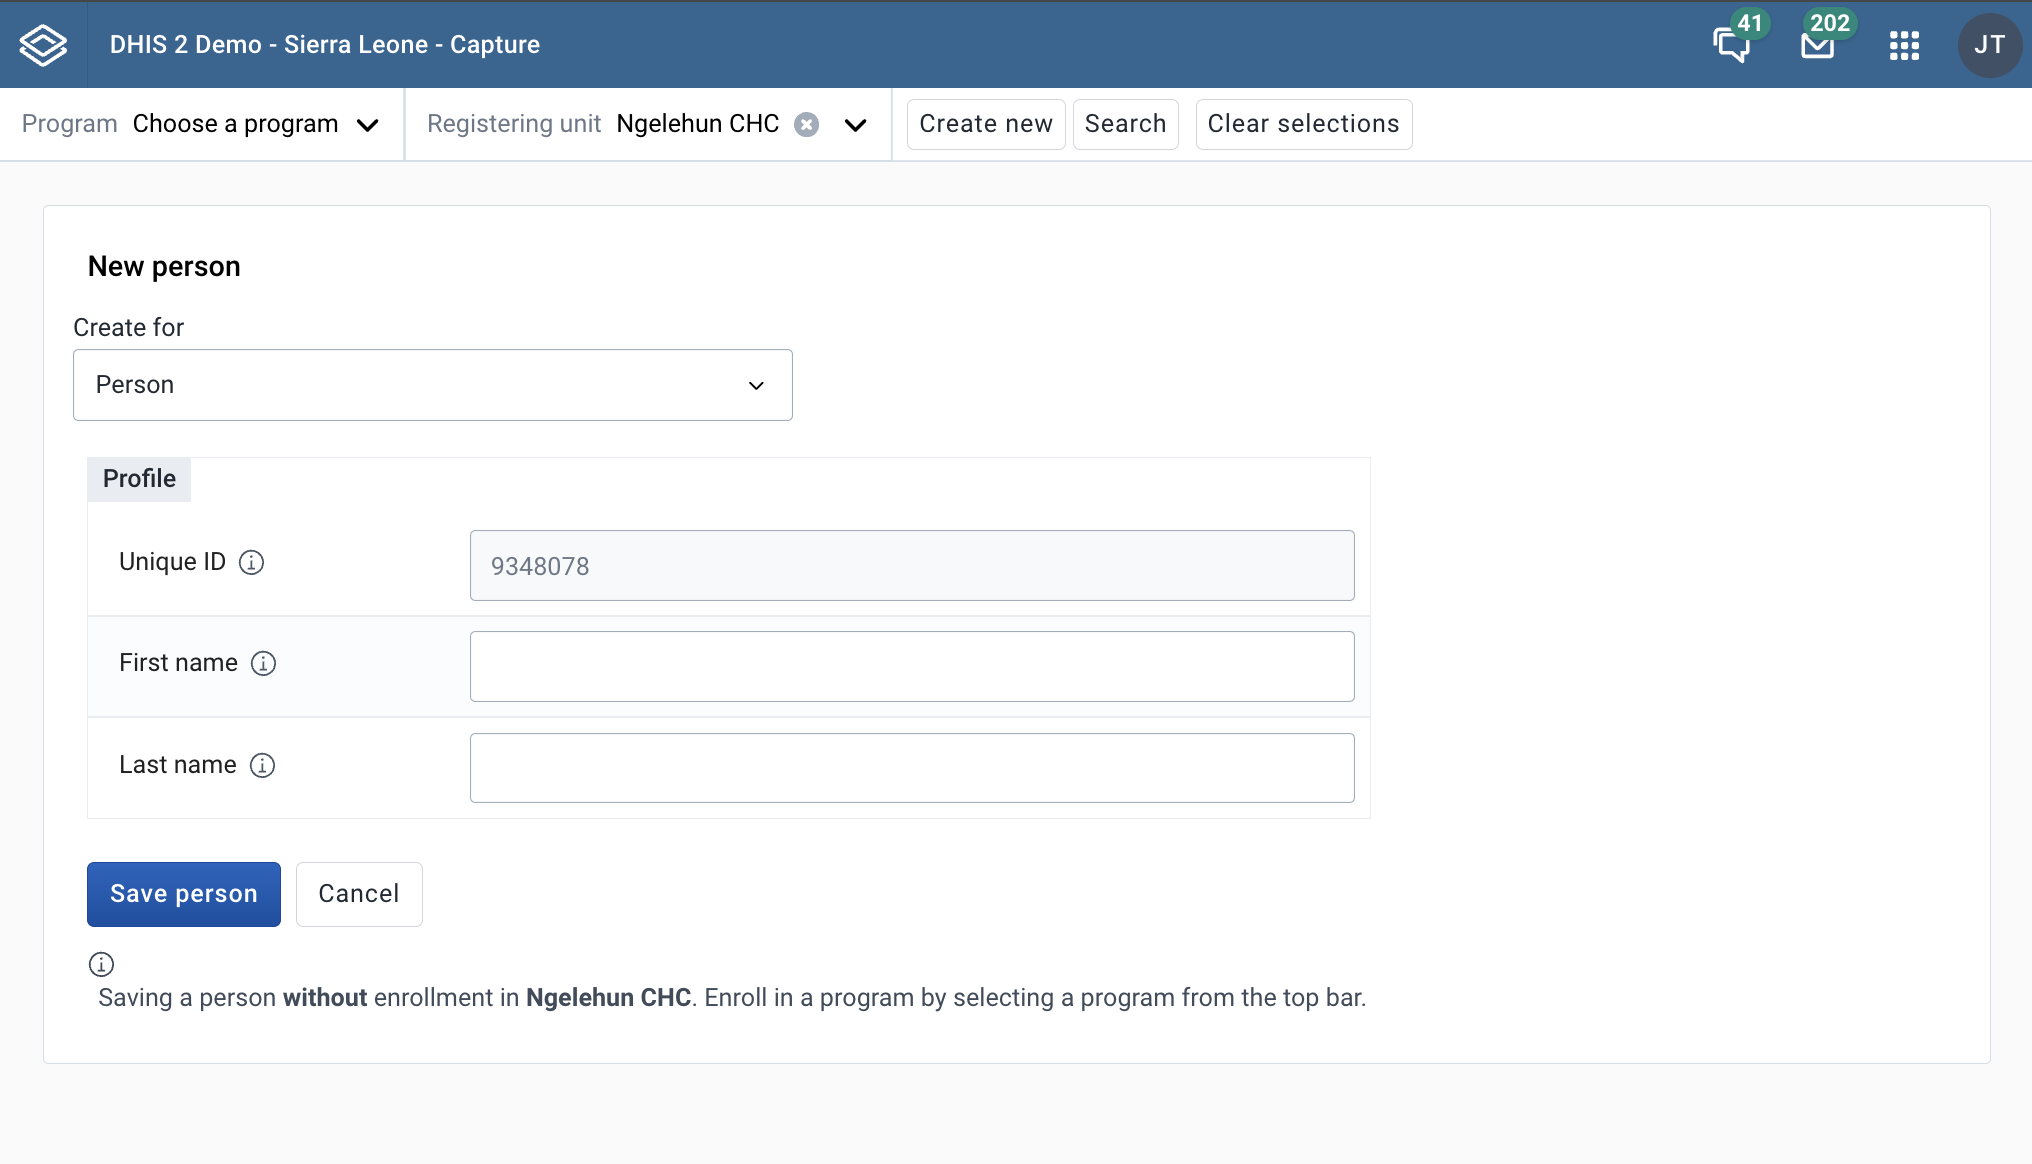 DHIS 2 Demo - Sierra Leone - Capture
41
202
JT
Program Choose a program
Registering unit Ngelehun CHC
Create new
Search
Clear selections
New person
Create for
Person
Profile
Unique ID
9348078
First name
Last name
Save person
Cancel
Saving a person without enrollment in Ngelehun CHC. Enroll in a program by selecting a program from the top bar.